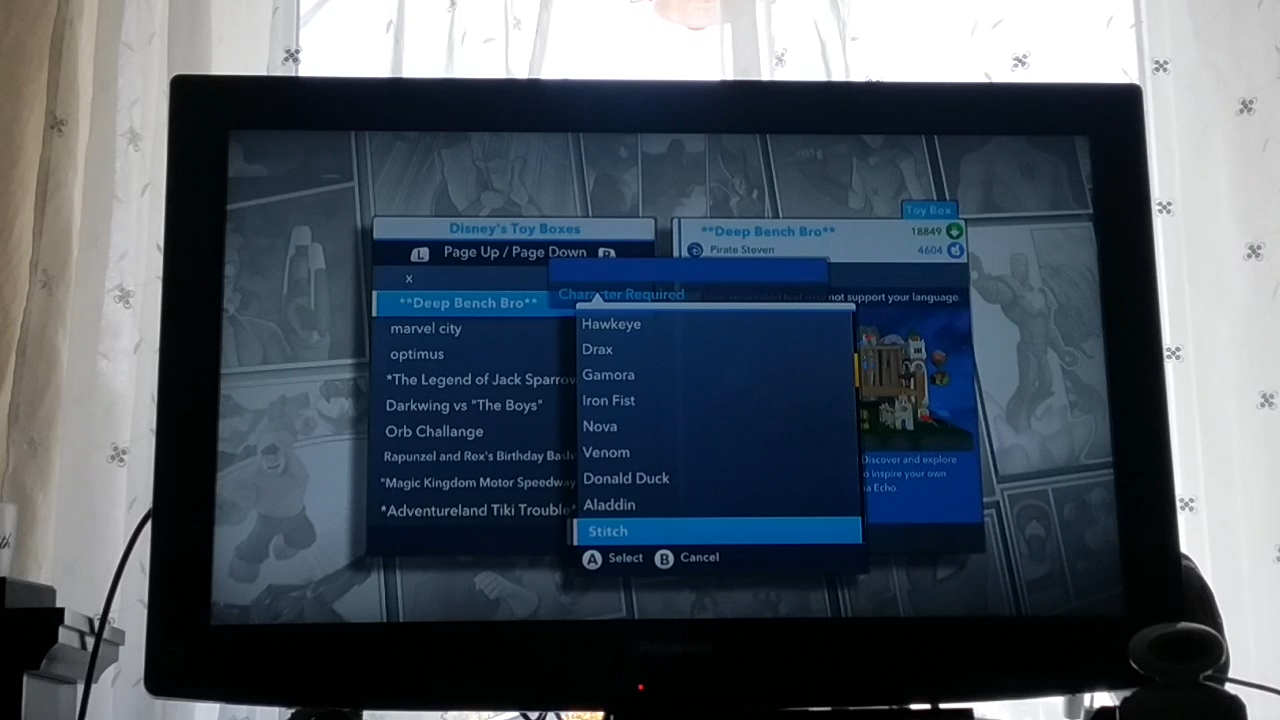 Toy Box
Disney's Toy Boxes
**Deep Bench Bro**
18849
L Page Up / Page Down R
Pirate Steven
4604
x
**Deep Bench Bro**
Character Required
not support your language.
marvel city
optimus
*The Legend of Jack Sparrow
Darkwing vs "The Boys"
Orb Challange
Rapunzel and Rex's Birthday Bash
*Magic Kingdom Motor Speedway
*Adventureland Tiki Trouble*
Hawkeye
Drax
Gamora
Iron Fist
Nova
Venom
Donald Duck
Aladdin
Stitch
A Select B Cancel
Discover and explore
inspire your own
Echo.